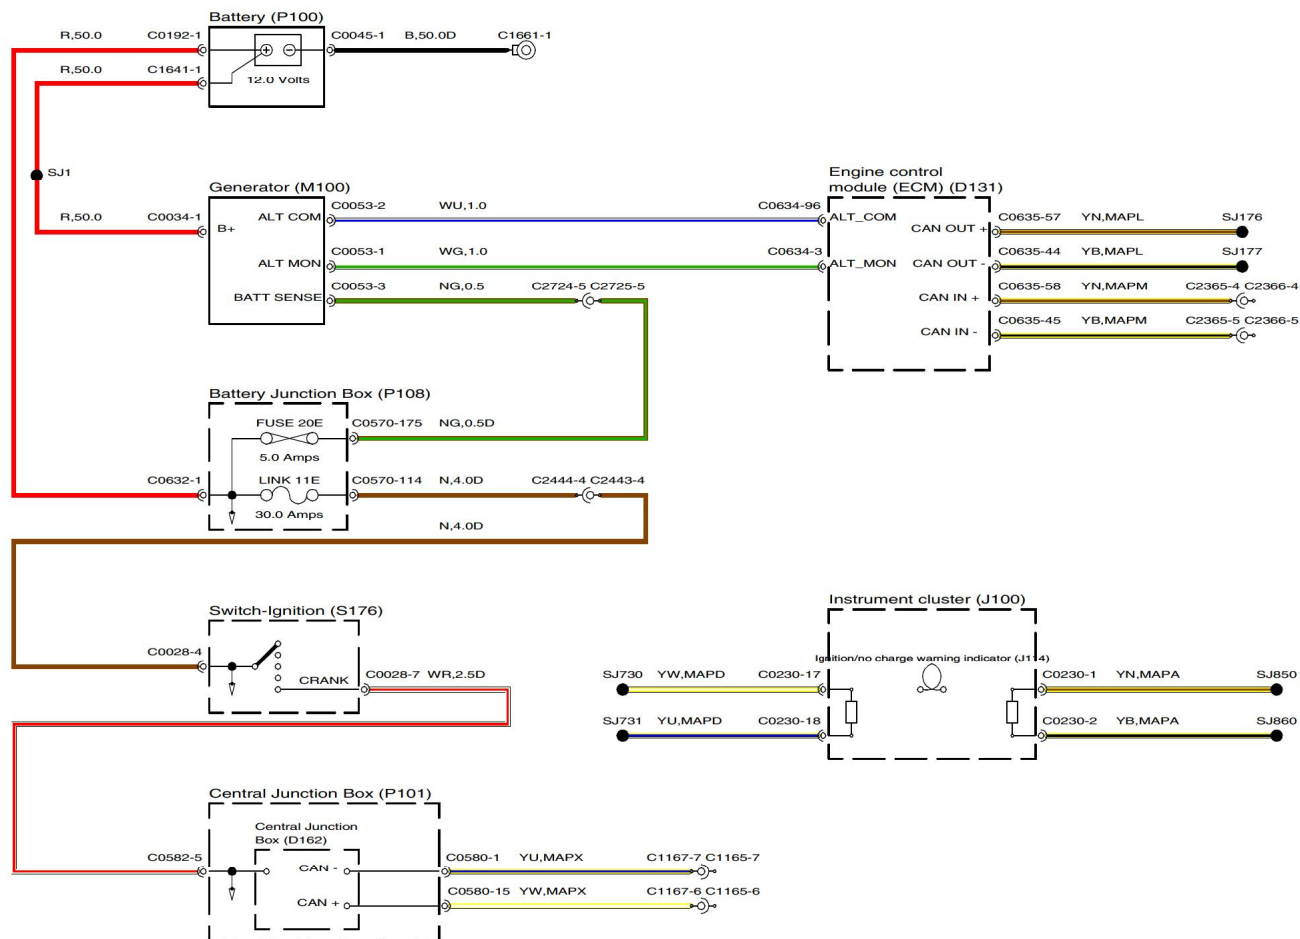 Battery (P100)
R,50.0 C0192-1 C0045-1 B,50.0D C1661-1
R,50.0 C1641-1 12.0 Volts
SJ1
Generator (M100)
R,50.0 C0034-1 B+
ALT COM C0053-2 WU,1.0 C0634-96 ALT_COM
ALT MON C0053-1 WG,1.0 C0634-3 ALT_MON
BATT SENSE C0053-3 NG,0.5 C2724-5 C2725-5
Engine control
module (ECM) (D131)
CAN OUT + C0635-57 YN,MAPL SJ176
CAN OUT - C0635-44 YB,MAPL SJ177
CAN IN + C0635-58 YN,MAPM C2365-4 C2366-4
CAN IN - C0635-45 YB,MAPM C2365-5 C2366-5
Battery Junction Box (P108)
FUSE 20E C0570-175 NG,0.5D
5.0 Amps
C0632-1 LINK 11E C0570-114 N,4.0D C2444-4 C2443-4
30.0 Amps
N,4.0D
Switch-Ignition (S176)
C0028-4
CRANK C0028-7 WR,2.5D
Instrument cluster (J100)
Ignition/no charge warning indicator (J114)
SJ730 YW,MAPD C0230-17 C0230-1 YN,MAPA SJ850
SJ731 YU,MAPD C0230-18 C0230-2 YB,MAPA SJ860
Central Junction Box (P101)
Central Junction
Box (D162)
C0582-5 CAN - C0580-1 YU,MAPX C1167-7 C1165-7
CAN + C0580-15 YW,MAPX C1167-6 C1165-6